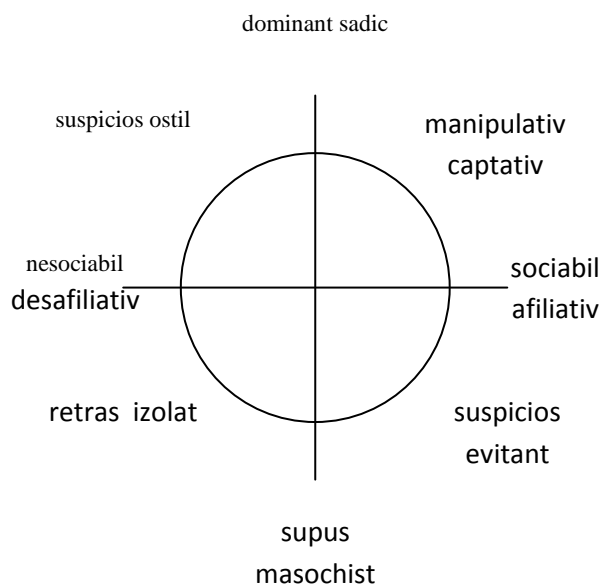 dominant sadic
suspicios ostil
manipulativ
captativ
nesociabil
desafiliativ
sociabil
afiliativ
retras izolat
suspicios
evitant
supus
masochist